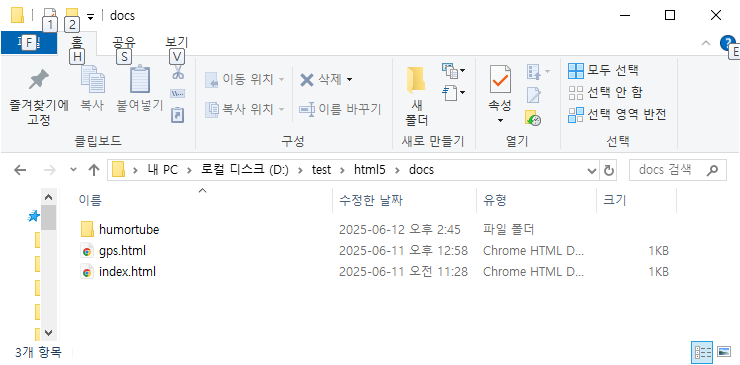 docs
1 2
파일 홈 공유 보기
F H S V E
즐겨찾기에 고정
복사
붙여넣기
클립보드
이동 위치
복사 위치
삭제
이름 바꾸기
구성
새 폴더
새로 만들기
속성
열기
모두 선택
선택 안 함
선택 영역 반전
선택
내 PC > 로컬 디스크 (D:) > test > html5 > docs
docs 검색
이름 수정한 날짜 유형 크기
humortube 2025-06-12 오후 2:45 파일 폴더
gps.html 2025-06-11 오후 12:58 Chrome HTML D... 1KB
index.html 2025-06-11 오전 11:28 Chrome HTML D... 1KB
3개 항목